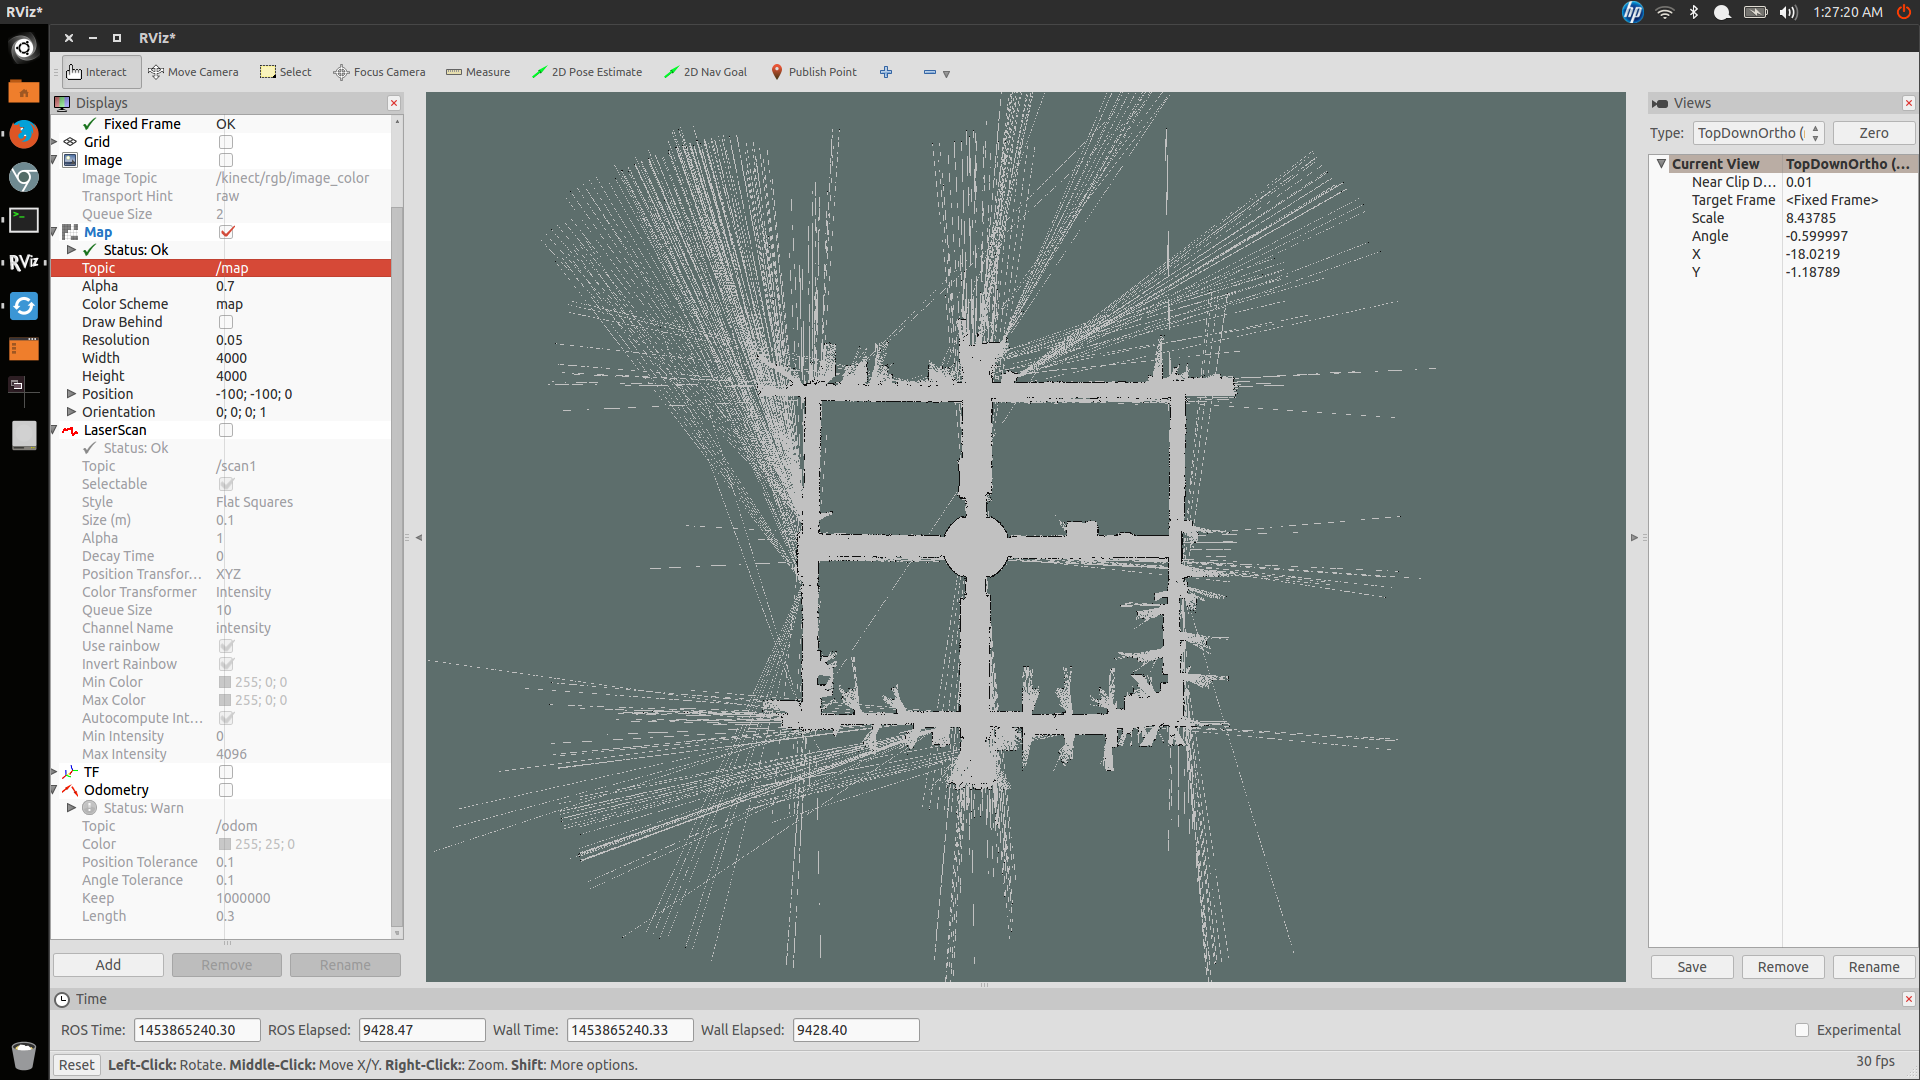 RViz*
hp
1:27:20 AM
RViz*
Interact Move Camera Select Focus Camera Measure 2D Pose Estimate 2D Nav Goal Publish Point
Displays
Fixed Frame OK
Grid
Image
Image Topic /kinect/rgb/image_color
Transport Hint raw
Queue Size 2
Map
Status: Ok
Topic /map
Alpha 0.7
Color Scheme map
Draw Behind
Resolution 0.05
Width 4000
Height 4000
Position -100; -100; 0
Orientation 0; 0; 0; 1
LaserScan
Status: Ok
Topic /scan1
Selectable
Style Flat Squares
Size (m) 0.1
Alpha 1
Decay Time 0
Position Transfor... XYZ
Color Transformer Intensity
Queue Size 10
Channel Name intensity
Use rainbow
Invert Rainbow
Min Color 255; 0; 0
Max Color 255; 0; 0
Autocompute Int...
Min Intensity 0
Max Intensity 4096
TF
Odometry
Status: Warn
Topic /odom
Color 255; 25; 0
Position Tolerance 0.1
Angle Tolerance 0.1
Keep 1000000
Length 0.3
Add Remove Rename
Views
Type: TopDownOrtho ( Zero
Current View TopDownOrtho (...
Near Clip D... 0.01
Target Frame <Fixed Frame>
Scale 8.43785
Angle -0.599997
X -18.0219
Y -1.18789
Save Remove Rename
Time
ROS Time: 1453865240.30 ROS Elapsed: 9428.47 Wall Time: 1453865240.33 Wall Elapsed: 9428.40 Experimental
Reset Left-Click: Rotate. Middle-Click: Move X/Y. Right-Click:: Zoom. Shift: More options. 30 fps
RViz